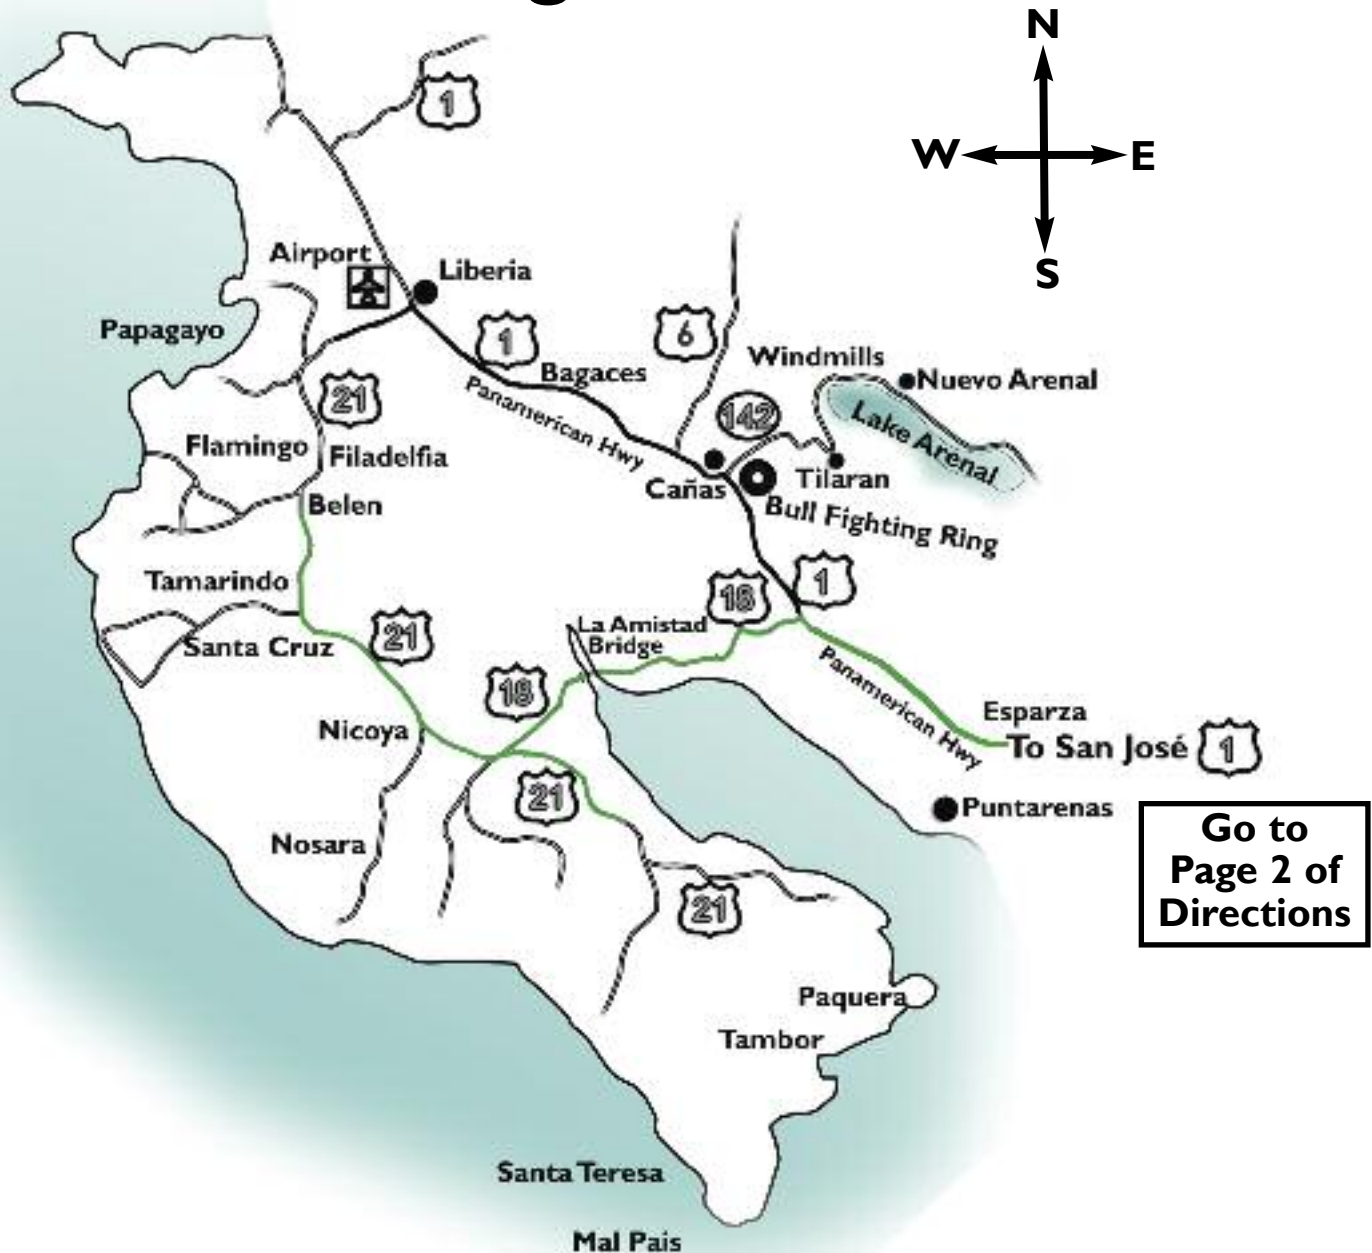 N
1
W E
Airport
Liberia
S
Papagayo
1
6
Windmills
Bagaces
Nuevo Arenal
Panamerican Hwy
21
142
Lake Arenal
Flamingo
Filadelfia
Tilaran
Cañas
Belen
Bull Fighting Ring
Tamarindo
18
1
La Amistad
Bridge
Santa Cruz
21
18
Panamerican Hwy
Esparza
Nicoya
To San José 1
21
Puntarenas
Go to
Page 2 of
Directions
Nosara
21
Paquera
Tambor
Santa Teresa
Mal Pais